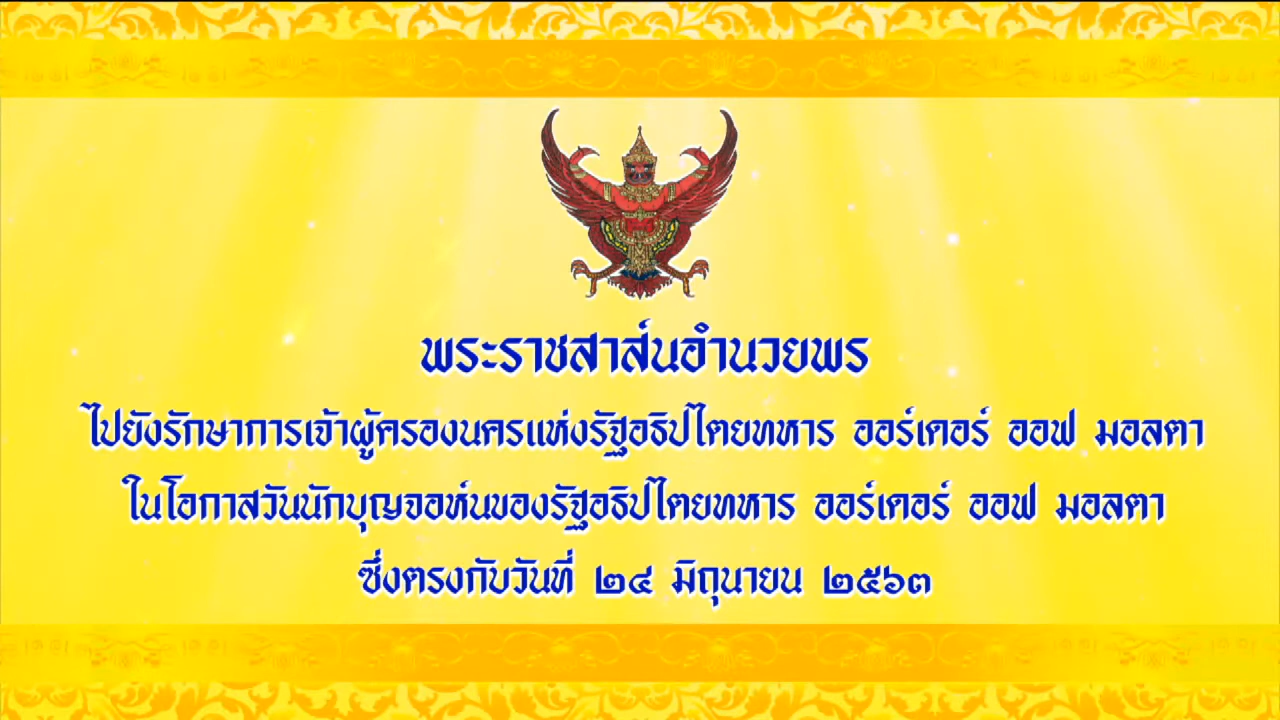 พระราชสาส์นอำนวยพร
ไปยังรักษาการเจ้าผู้ครองนครแห่งรัฐอธิปไตยทหาร ออร์เดอร์ ออฟ มอลตา
ในโอกาสวันนักบุญจอห์นของรัฐอธิปไตยทหาร ออร์เดอร์ ออฟ มอลตา
ซึ่งตรงกับวันที่ ๒๔ มิถุนายน ๒๕๖๓